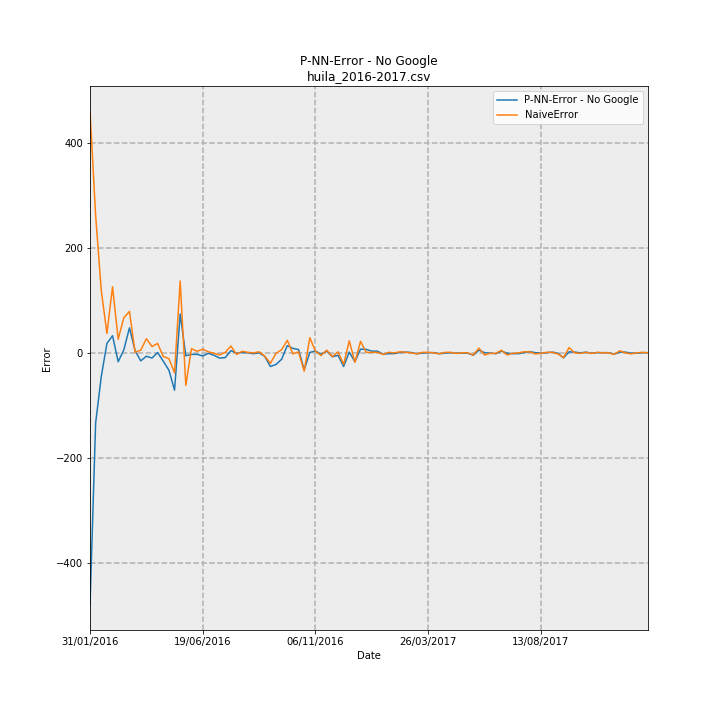 P-NN-Error - No Google
huila_2016-2017.csv
P-NN-Error - No Google
NaiveError
400
200
0
−200
−400
Error
31/01/2016
19/06/2016
06/11/2016
26/03/2017
13/08/2017
Date